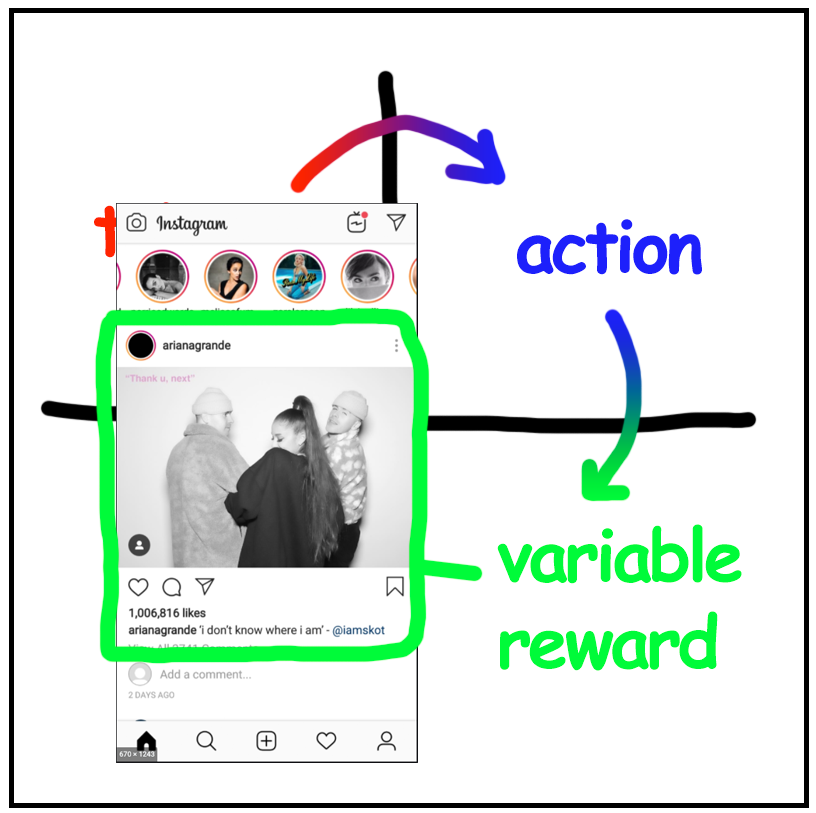 action
Instagram
arianagrande
"Thank u, next"
variable
reward
1,006,816 likes
arianagrande 'i don't know where i am' - @iamskot
Add a comment...
2 DAYS AGO
670 × 1243